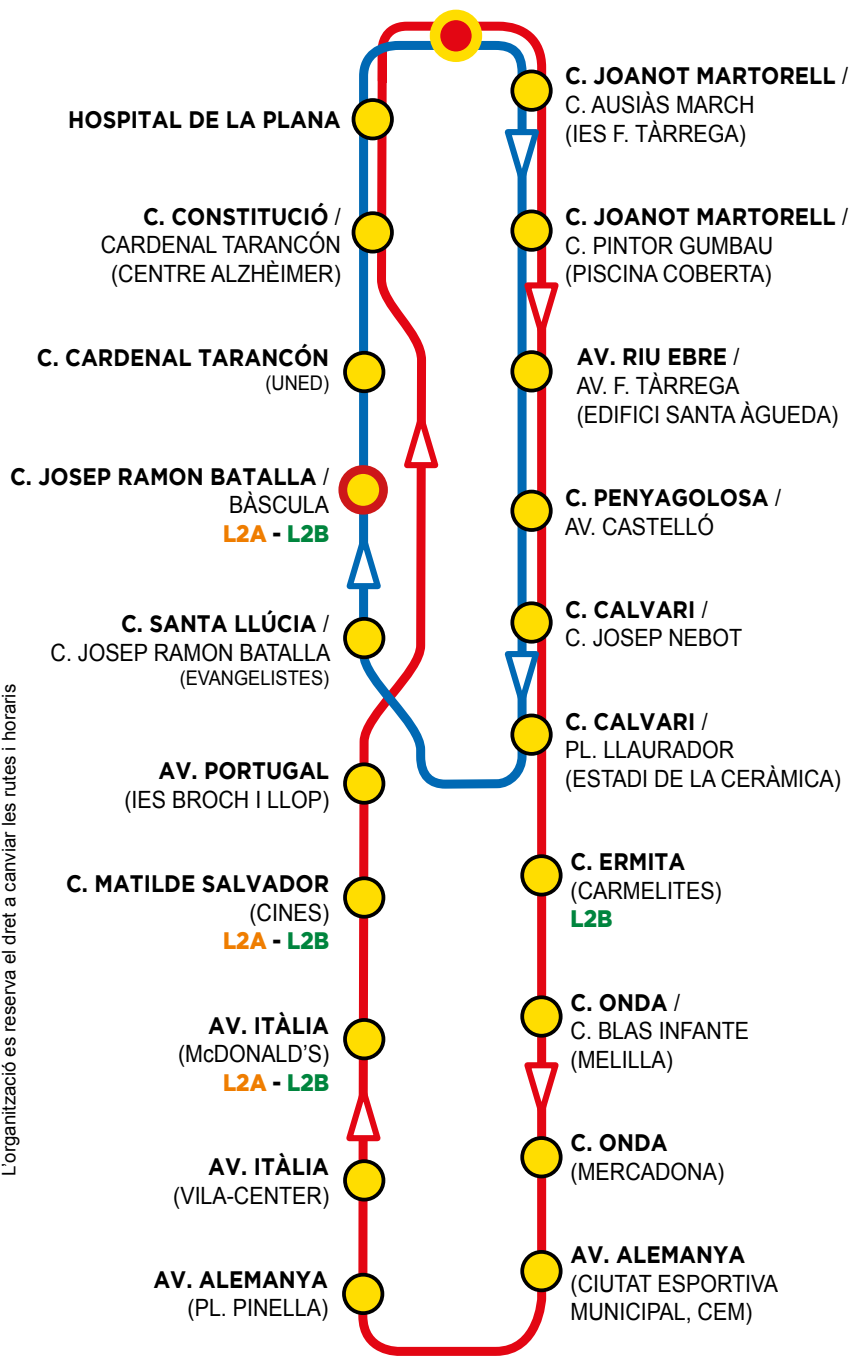 HOSPITAL DE LA PLANA
C. CONSTITUCIÓ /
CARDENAL TARANCÓN
(CENTRE ALZHÈIMER)
C. CARDENAL TARANCÓN
(UNED)
C. JOSEP RAMON BATALLA /
BÀSCULA
L2A - L2B
C. SANTA LLÚCIA /
C. JOSEP RAMON BATALLA
(EVANGELISTES)
AV. PORTUGAL
(IES BROCH I LLOP)
C. MATILDE SALVADOR
(CINES)
L2A - L2B
AV. ITÀLIA
(McDONALD'S)
L2A - L2B
AV. ITÀLIA
(VILA-CENTER)
AV. ALEMANYA
(PL. PINELLA)
C. JOANOT MARTORELL /
C. AUSIÀS MARCH
(IES F. TÀRREGA)
C. JOANOT MARTORELL /
C. PINTOR GUMBAU
(PISCINA COBERTA)
AV. RIU EBRE /
AV. F. TÀRREGA
(EDIFICI SANTA ÀGUEDA)
C. PENYAGOLOSA /
AV. CASTELLÓ
C. CALVARI /
C. JOSEP NEBOT
C. CALVARI /
PL. LLAURADOR
(ESTADI DE LA CERÀMICA)
C. ERMITA
(CARMELITES)
L2B
C. ONDA /
C. BLAS INFANTE
(MELILLA)
C. ONDA
(MERCADONA)
AV. ALEMANYA
(CIUTAT ESPORTIVA
MUNICIPAL, CEM)
L'organització es reserva el dret a canviar les rutes i horaris